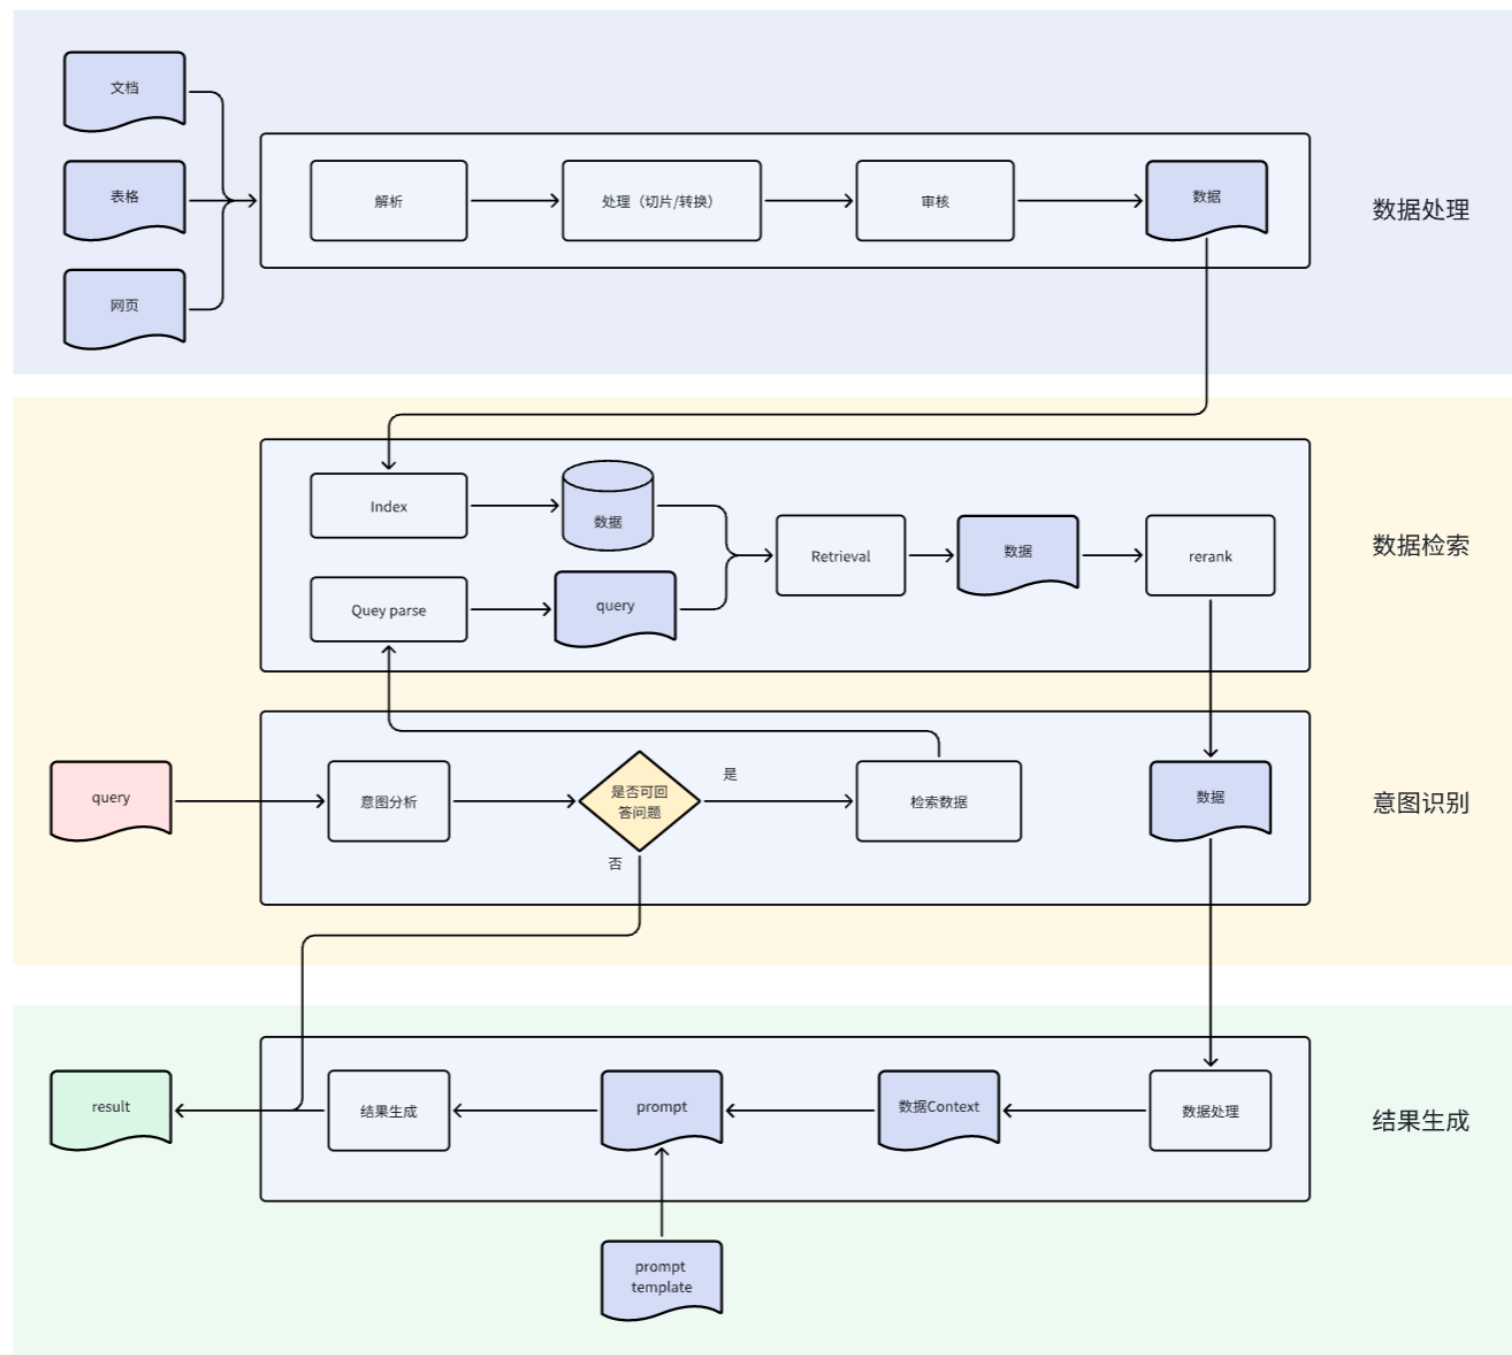 文档
表格
网页
解析
处理（切片/转换）
审核
数据
数据处理
Index
数据
Quey parse
query
Retrieval
数据
rerank
数据检索
query
意图分析
是否可回
答问题
是
否
检索数据
数据
意图识别
result
结果生成
prompt
数据Context
数据处理
结果生成
prompt
template